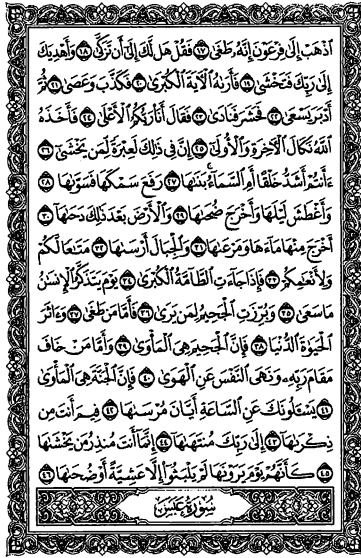 ٱذۡهَبۡ إِلَىٰ فِرۡعَوۡنَ إِنَّهُۥ طَغَىٰ ١٧ فَقُلۡ هَل لَّكَ إِلَىٰٓ أَن تَزَكَّىٰ ١٨ وَأَهۡدِيَكَ
إِلَىٰ رَبِّكَ فَتَخۡشَىٰ ١٩ فَأَرَىٰهُ ٱلۡأٓيَةَ ٱلۡكُبۡرَىٰ ٢٠ فَكَذَّبَ وَعَصَىٰ ٢١ ثُمَّ
أَدۡبَرَ يَسۡعَىٰ ٢٢ فَحَشَرَ فَنَادَىٰ ٢٣ فَقَالَ أَنَا۠ رَبُّكُمُ ٱلۡأَعۡلَىٰ ٢٤ فَأَخَذَهُ
ٱللَّهُ نَكَالَ ٱلۡأٓخِرَةِ وَٱلۡأُولَىٰٓ ٢٥ إِنَّ فِي ذَٰلِكَ لَعِبۡرَةٗ لِّمَن يَخۡشَىٰٓ ٢٦
ءَأَنتُمۡ أَشَدُّ خَلۡقًا أَمِ ٱلسَّمَآءُۚ بَنَىٰهَا ٢٧ رَفَعَ سَمۡكَهَا فَسَوَّىٰهَا ٢٨
وَأَغۡطَشَ لَيۡلَهَا وَأَخۡرَجَ ضُحَىٰهَا ٢٩ وَٱلۡأَرۡضَ بَعۡدَ ذَٰلِكَ دَحَىٰهَآ ٣٠
أَخۡرَجَ مِنۡهَا مَآءَهَا وَمَرۡعَىٰهَا ٣١ وَٱلۡجِبَالَ أَرۡسَىٰهَا ٣٢ مَتَٰعٗا لَّكُمۡ
وَلِأَنۡعَٰمِكُمۡ ٣٣ فَإِذَا جَآءَتِ ٱلطَّآمَّةُ ٱلۡكُبۡرَىٰ ٣٤ يَوۡمَ يَتَذَكَّرُ ٱلۡإِنسَٰنُ
مَا سَعَىٰ ٣٥ وَبُرِّزَتِ ٱلۡجَحِيمُ لِمَن يَرَىٰ ٣٦ فَأَمَّا مَن طَغَىٰ ٣٧ وَءَاثَرَ
ٱلۡحَيَوٰةَ ٱلدُّنۡيَا ٣٨ فَإِنَّ ٱلۡجَحِيمَ هِيَ ٱلۡمَأۡوَىٰ ٣٩ وَأَمَّا مَنۡ خَافَ
مَقَامَ رَبِّهِۦ وَنَهَى ٱلنَّفۡسَ عَنِ ٱلۡهَوَىٰ ٤٠ فَإِنَّ ٱلۡجَنَّةَ هِيَ ٱلۡمَأۡوَىٰ
٤١ يَسۡـَٔلُونَكَ عَنِ ٱلسَّاعَةِ أَيَّانَ مُرۡسَىٰهَا ٤٢ فِيمَ أَنتَ مِن
ذِكۡرَىٰهَآ ٤٣ إِلَىٰ رَبِّكَ مُنتَهَىٰهَآ ٤٤ إِنَّمَآ أَنتَ مُنذِرُ مَن يَخۡشَىٰهَا
٤٥ كَأَنَّهُمۡ يَوۡمَ يَرَوۡنَهَا لَمۡ يَلۡبَثُوٓاْ إِلَّا عَشِيَّةً أَوۡ ضُحَىٰهَا ٤٦
سُورَةُ عَبَسَ